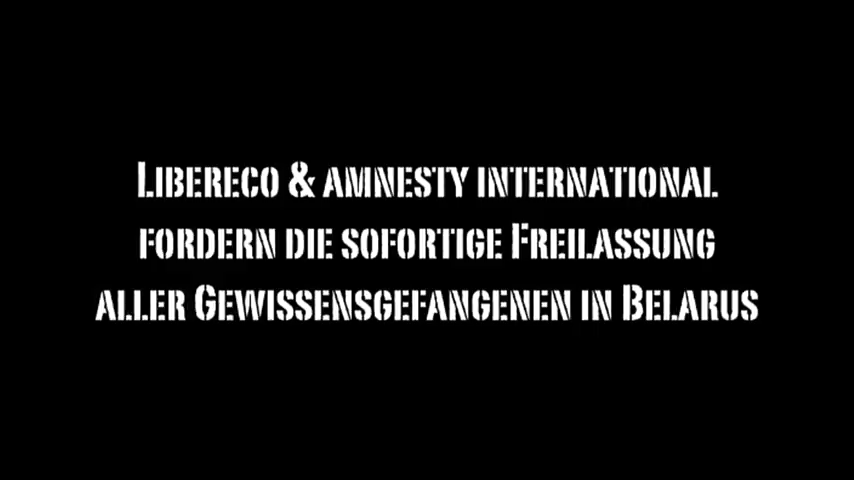 Libereco & amnesty international
fordern die sofortige Freilassung
aller Gewissensgefangenen in Belarus